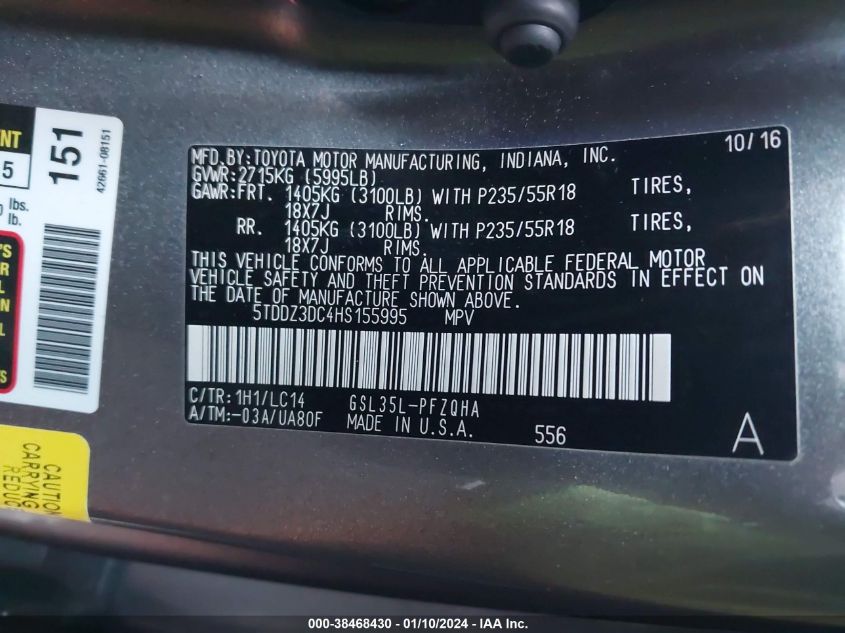 NT
5
151
42661-08151
lbs.
lb.
'S
R
L
N
L
S
MFD.BY:TOYOTA MOTOR MANUFACTURING, INDIANA, INC. 10/16
GVWR:2715KG (5995LB)
GAWR:FRT. 1405KG (3100LB) WITH P235/55R18 TIRES,
18X7J RIMS.
RR. 1405KG (3100LB) WITH P235/55R18 TIRES,
18X7J RIMS.
THIS VEHICLE CONFORMS TO ALL APPLICABLE FEDERAL MOTOR
VEHICLE SAFETY AND THEFT PREVENTION STANDARDS IN EFFECT ON
THE DATE OF MANUFACTURE SHOWN ABOVE.
5TDDZ3DC4HS155995 MPV
C/TR:1H1/LC14 GSL35L-PFZQHA
A/TM:-03A/UA80F MADE IN U.S.A. 556 A
CAUTION
CARRYING
REDUC
000-38468430 - 01/10/2024 - IAA Inc.